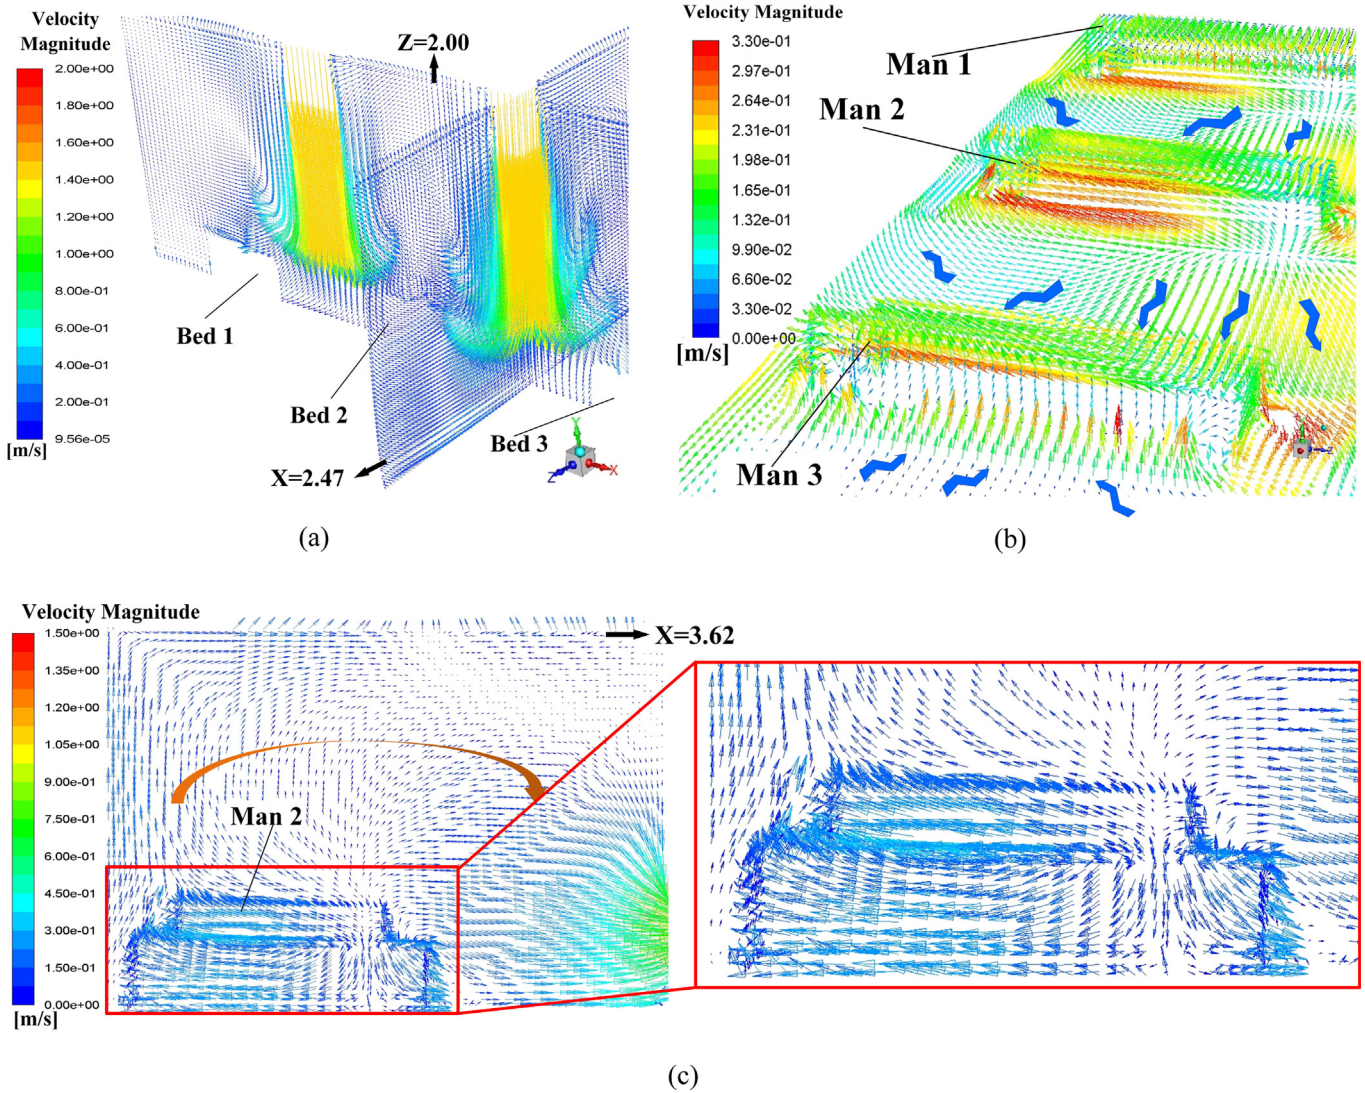 Velocity
Magnitude
2.00e+00
1.80e+00
1.60e+00
1.40e+00
1.20e+00
1.00e+00
8.00e-01
6.00e-01
4.00e-01
2.00e-01
9.56e-05
[m/s]
Z=2.00
Bed 1
Bed 2
Bed 3
X=2.47
Y
X
Z
(a)
Velocity Magnitude
3.30e-01
2.97e-01
2.64e-01
2.31e-01
1.98e-01
1.65e-01
1.32e-01
9.90e-02
6.60e-02
3.30e-02
0.00e+00
[m/s]
Man 1
Man 2
Man 3
Z
(b)
Velocity Magnitude
1.50e+00
1.35e+00
1.20e+00
1.05e+00
9.00e-01
7.50e-01
6.00e-01
4.50e-01
3.00e-01
1.50e-01
0.00e+00
[m/s]
X=3.62
Man 2
(c)